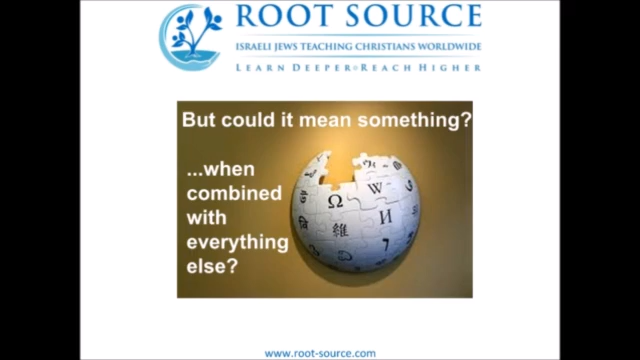 ROOT SOURCE
ISRAELI JEWS TEACHING CHRISTIANS WORLDWIDE
LEARN DEEPER REACH HIGHER
But could it mean something?
...when
combined
with
everything
else?
Ω
W
И
維
www.root-source.com